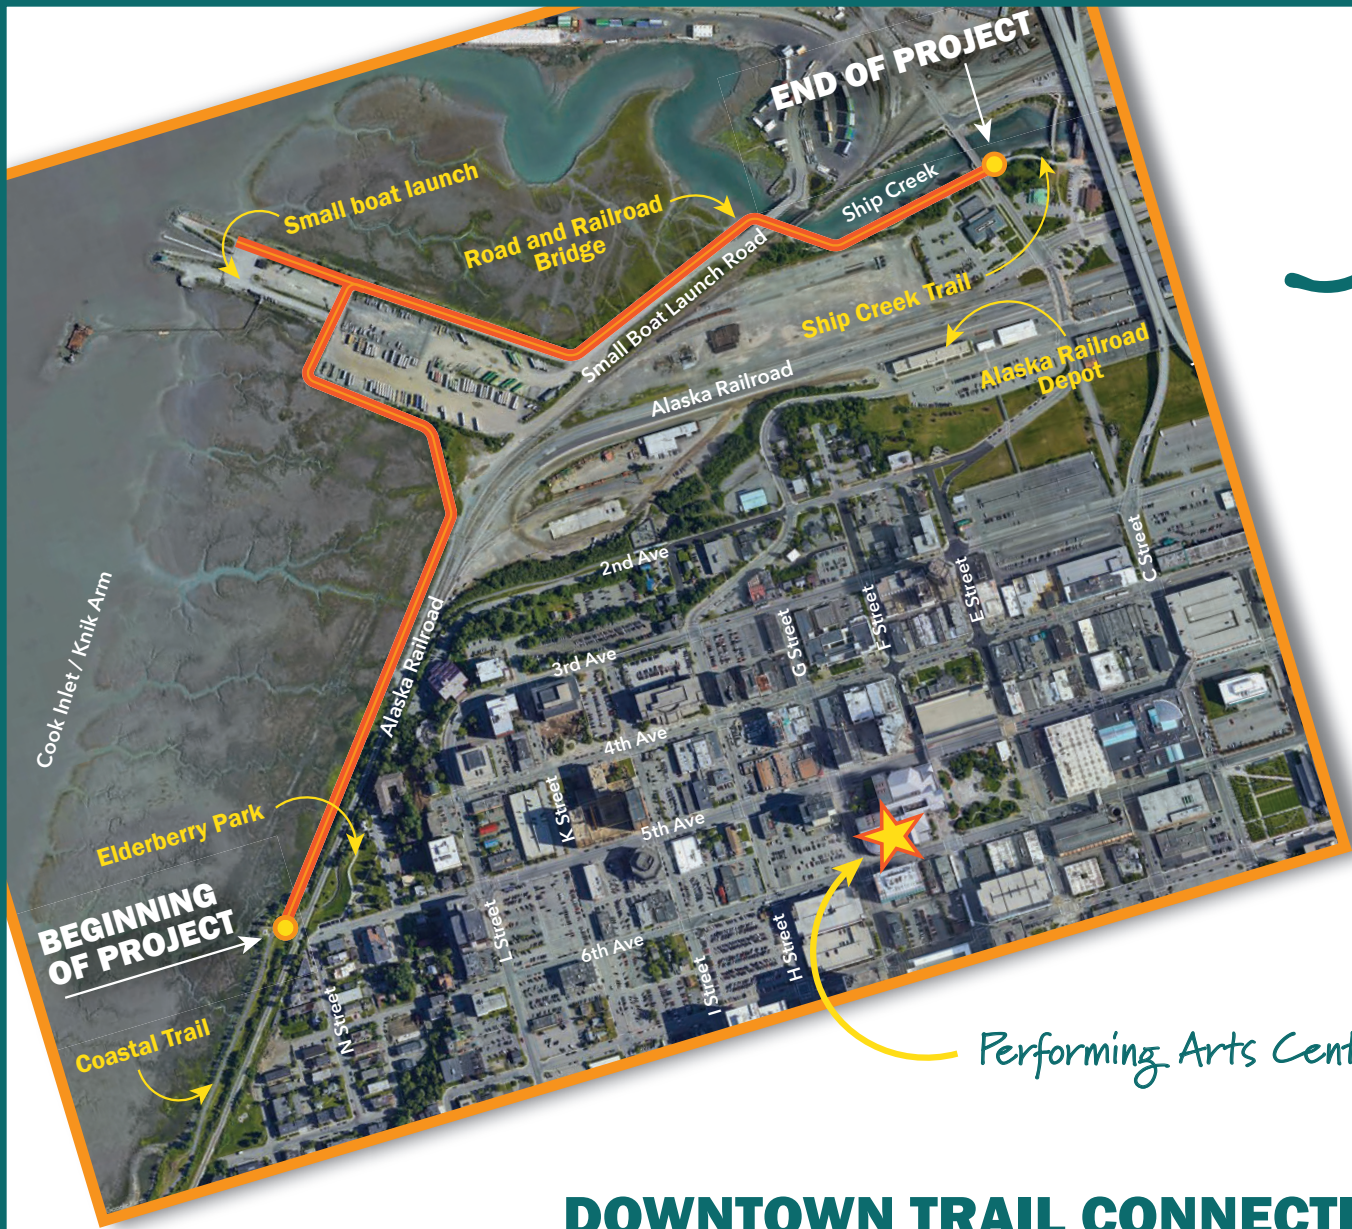 END OF PROJECT
Small boat launch
Ship Creek
Road and Railroad
Bridge
Small Boat Launch Road
Ship Creek Trail
Alaska Railroad
Depot
Alaska Railroad
2nd Ave
C Street
E Street
F Street
G Street
3rd Ave
Alaska Railroad
Cook Inlet / Knik Arm
4th Ave
K Street
5th Ave
Elderberry Park
BEGINNING
OF PROJECT
L Street
6th Ave
H Street
I Street
N Street
Coastal Trail
Performing Arts Cent
DOWNTOWN TRAIL CONNECTI